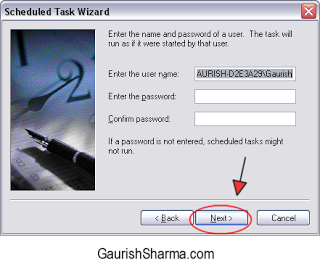 Scheduled Task Wizard
Enter the name and password of a user. The task will
run as if it were started by that user.
Enter the user name:
AURISH-D2E3A29\Gaurish
Enter the password:
Confirm password:
If a password is not entered, scheduled tasks might
not run.
< Back
Next >
Cancel
GaurishSharma.com